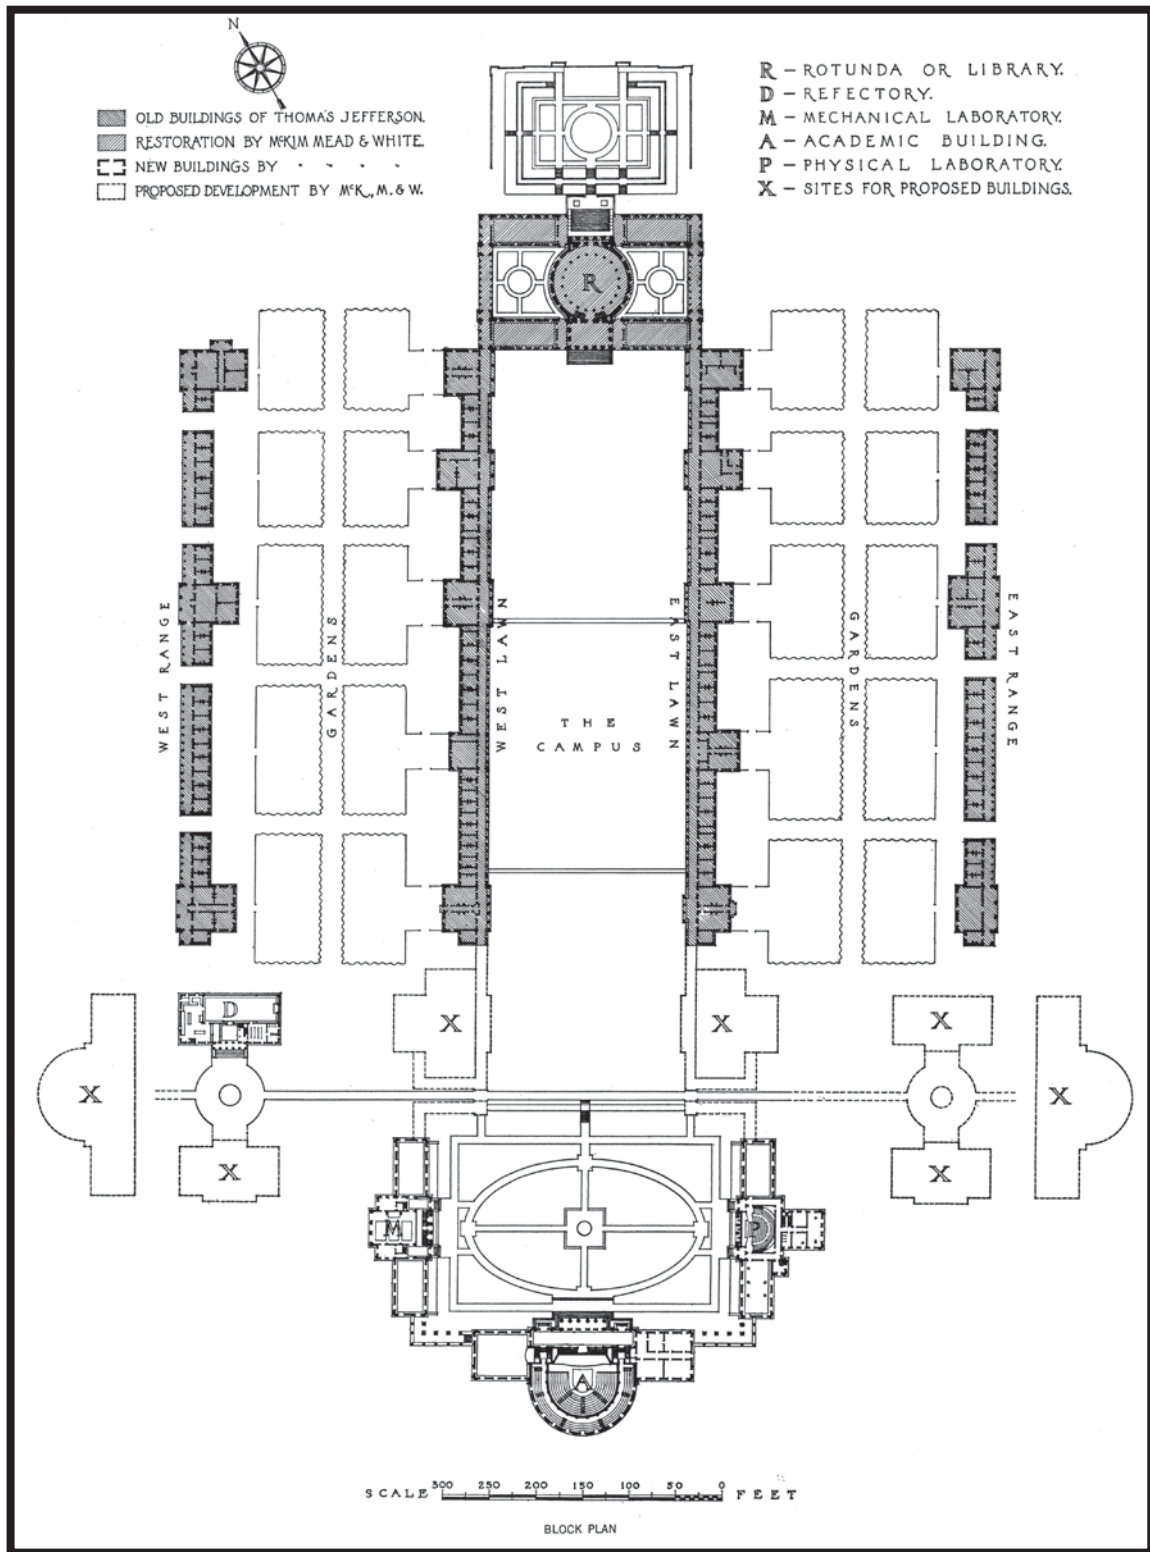 N
OLD BUILDINGS OF THOMAS JEFFERSON.
RESTORATION BY McKIM MEAD & WHITE.
NEW BUILDINGS BY " " " "
PROPOSED DEVELOPMENT BY McK., M. & W.
R – ROTUNDA OR LIBRARY.
D – REFECTORY.
M – MECHANICAL LABORATORY.
A – ACADEMIC BUILDING.
P – PHYSICAL LABORATORY.
X – SITES FOR PROPOSED BUILDINGS.
R
WEST RANGE
GARDENS
WEST LAWN
THE
CAMPUS
EAST LAWN
GARDENS
EAST RANGE
D
X
X
X
X
X
X
X
X
M
P
A
SCALE 300 250 200 150 100 50 0 FEET
BLOCK PLAN